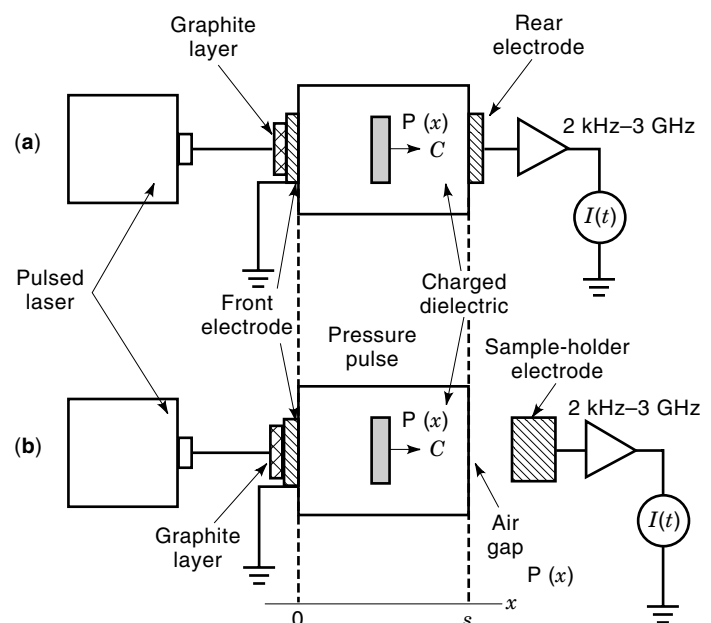 Graphite
layer
Rear
electrode
(a)
P (x)
C
2 kHz–3 GHz
I(t)
Pulsed
laser
Front
electrode
Charged
dielectric
Pressure
pulse
Sample-holder
electrode
(b)
P (x)
C
2 kHz–3 GHz
I(t)
Graphite
layer
Air
gap
P (x)
x
0
s